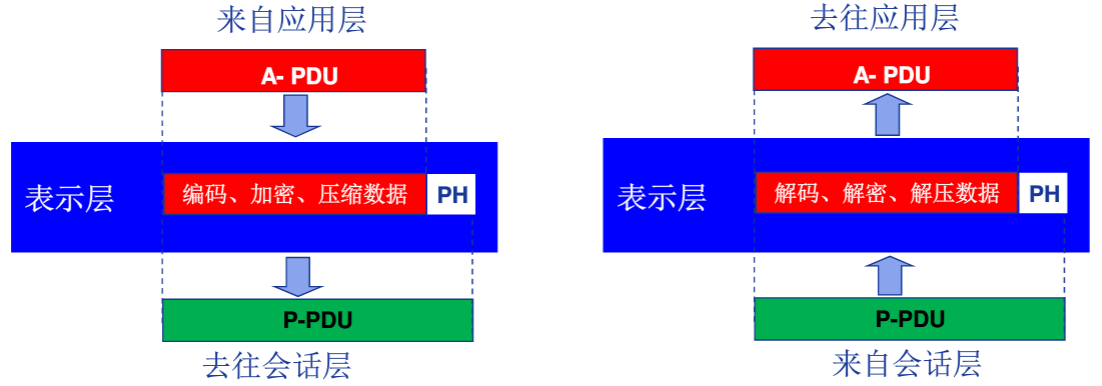 来自应用层
A- PDU
表示层
编码、加密、压缩数据
PH
P-PDU
去往会话层
去往应用层
A- PDU
表示层
解码、解密、解压数据
PH
P-PDU
来自会话层